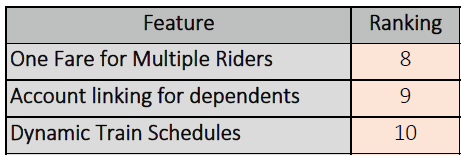 Feature Ranking
One Fare for Multiple Riders 8
Account linking for dependents 9
Dynamic Train Schedules 10